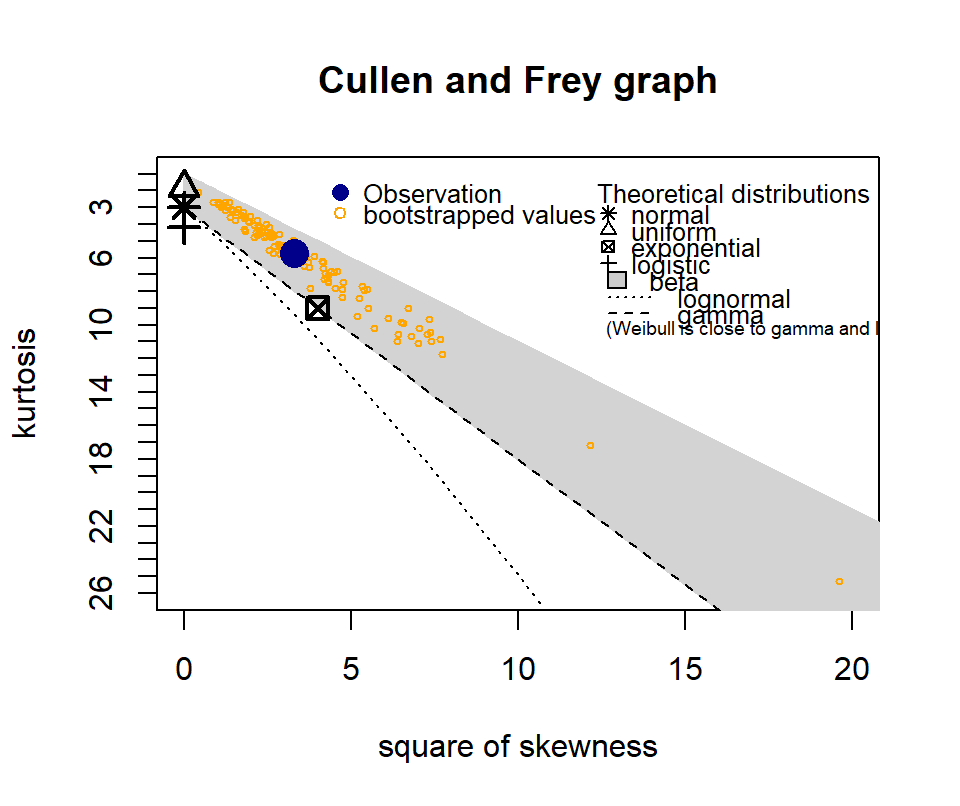 Cullen and Frey graph
Observation
bootstrapped values
Theoretical distributions
normal
uniform
exponential
logistic
beta
lognormal
gamma
(Weibull is close to gamma and l
kurtosis
3
6
10
14
18
22
26
0
5
10
15
20
square of skewness